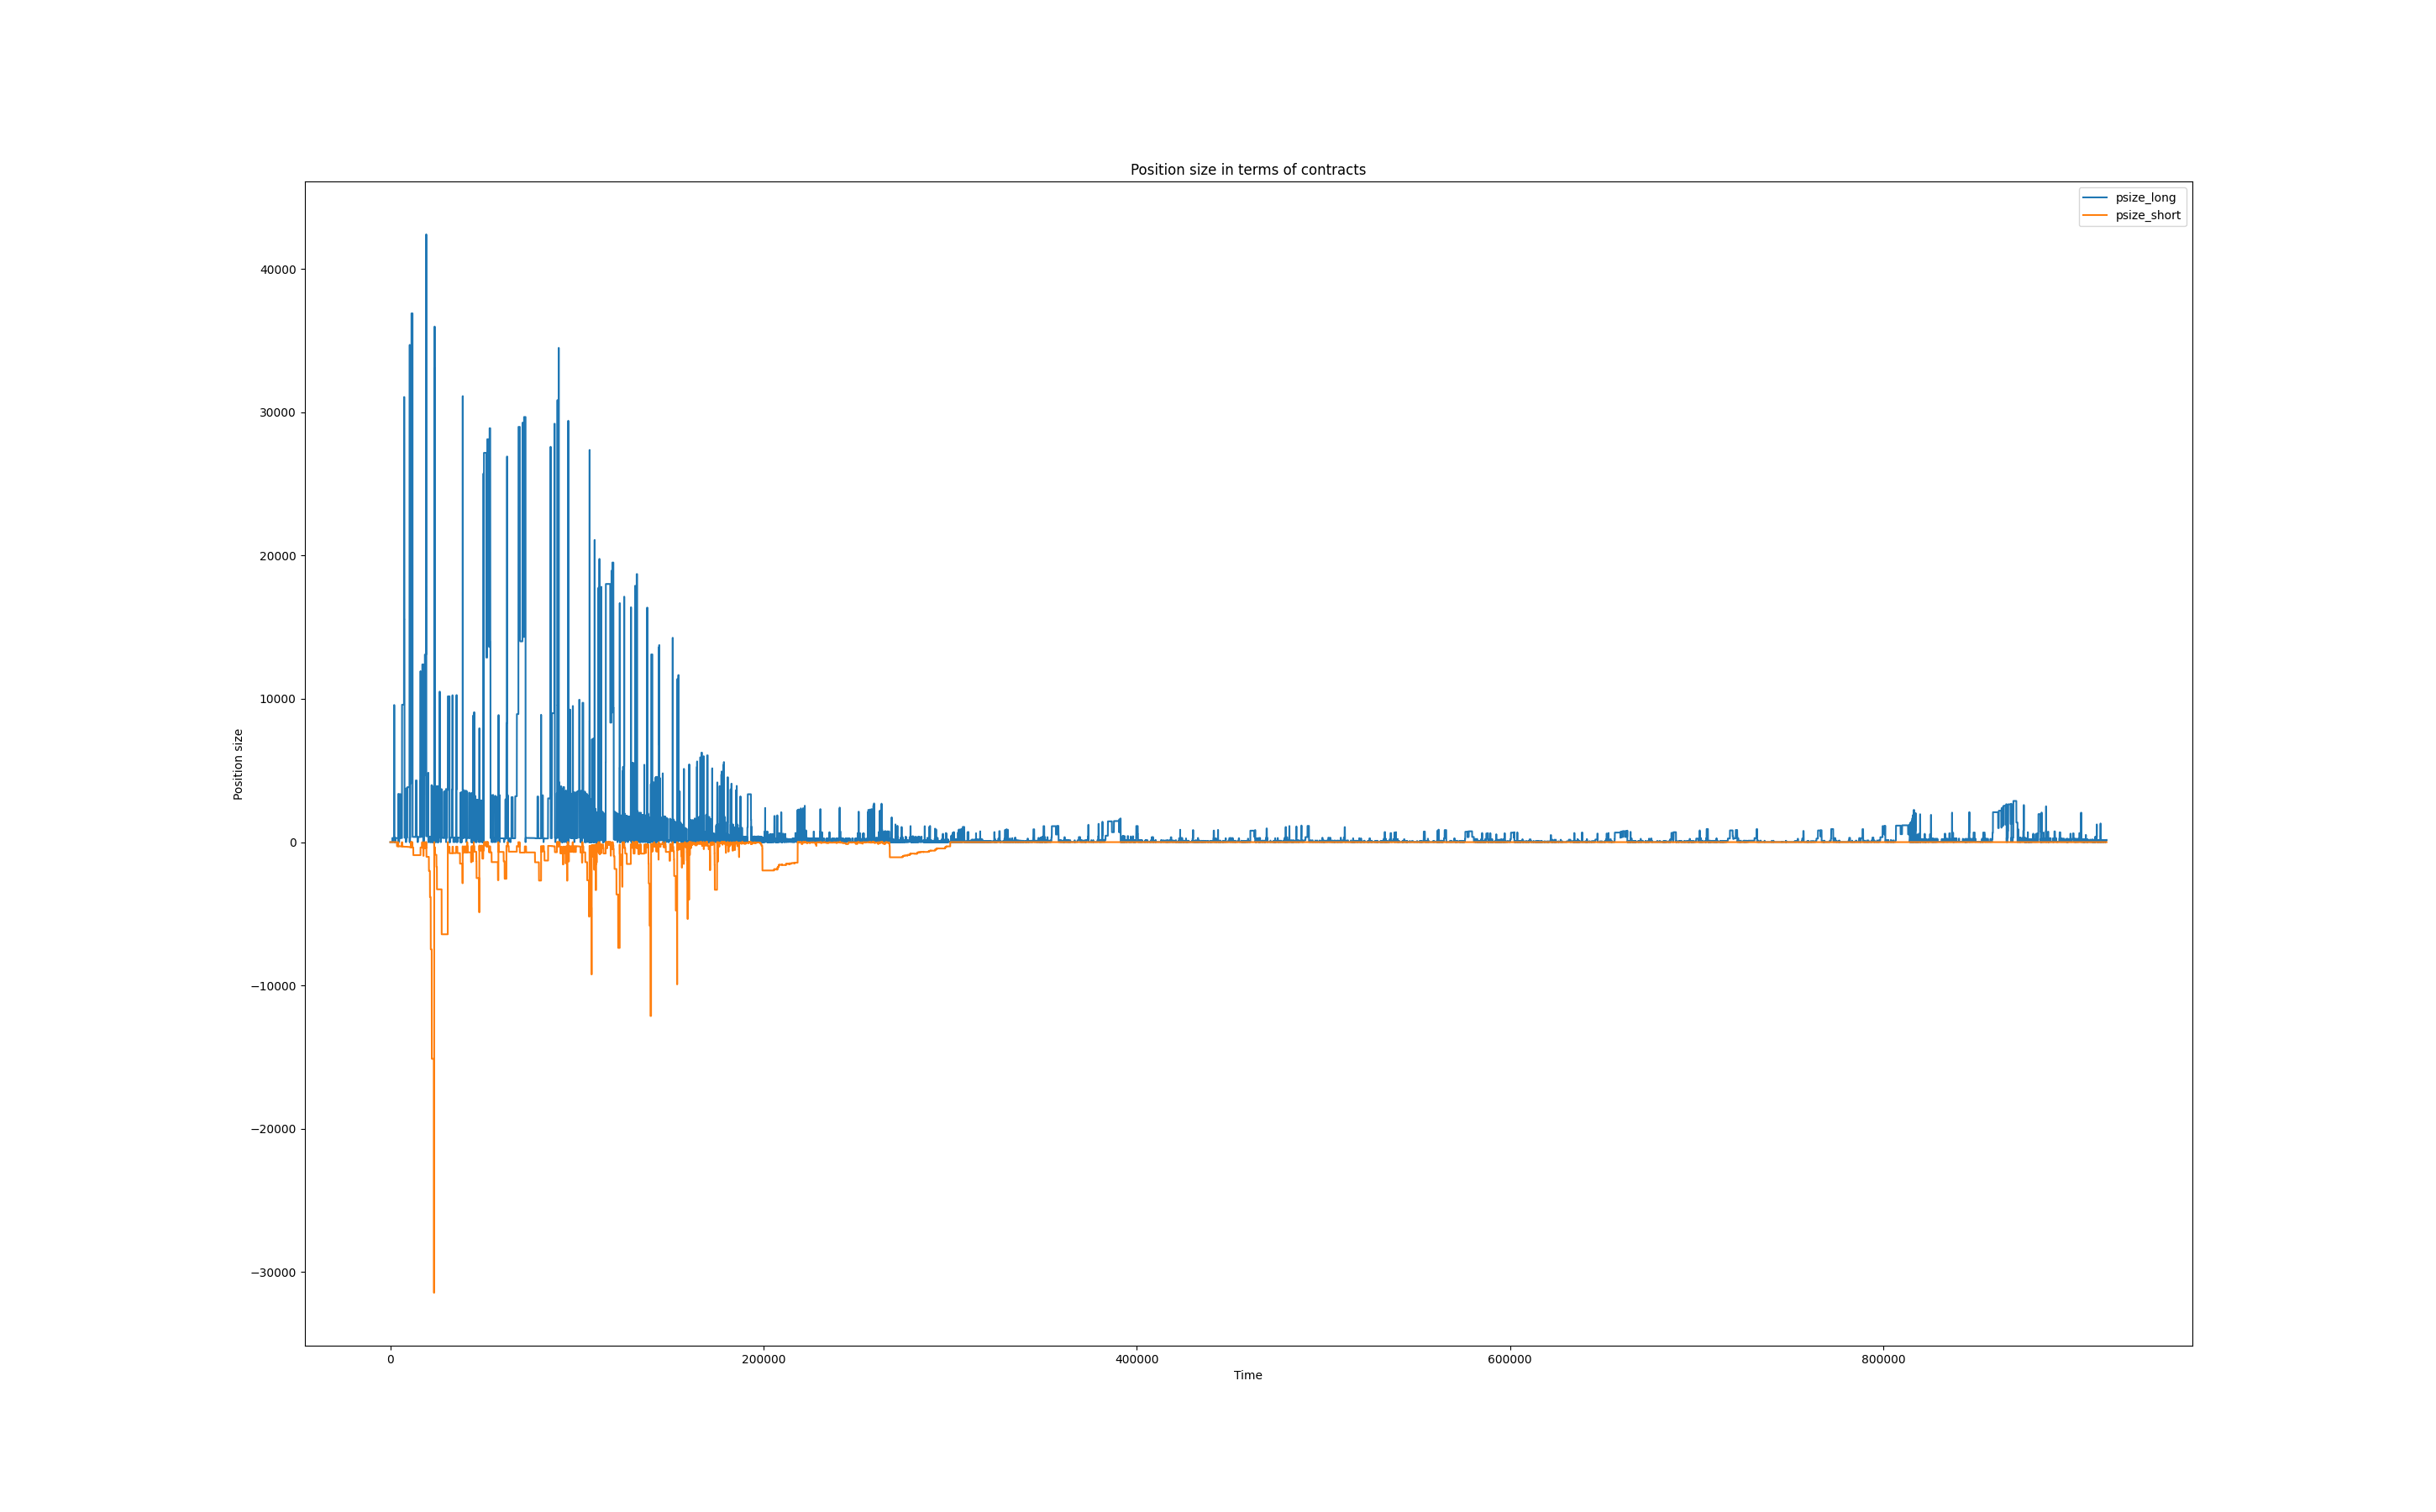 Position size in terms of contracts
psize_long
psize_short
40000
30000
20000
10000
0
−10000
−20000
−30000
Position size
0
200000
400000
600000
800000
Time